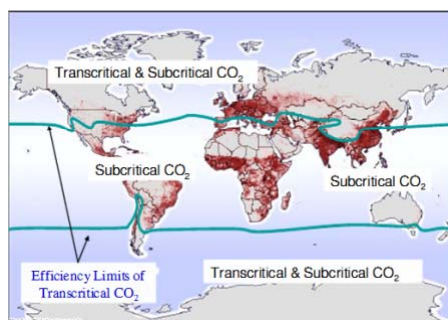 Transcritical & Subcritical CO₂
Subcritical CO₂
Subcritical CO₂
Efficiency Limits of
Transcritical CO₂
Transcritical & Subcritical CO₂